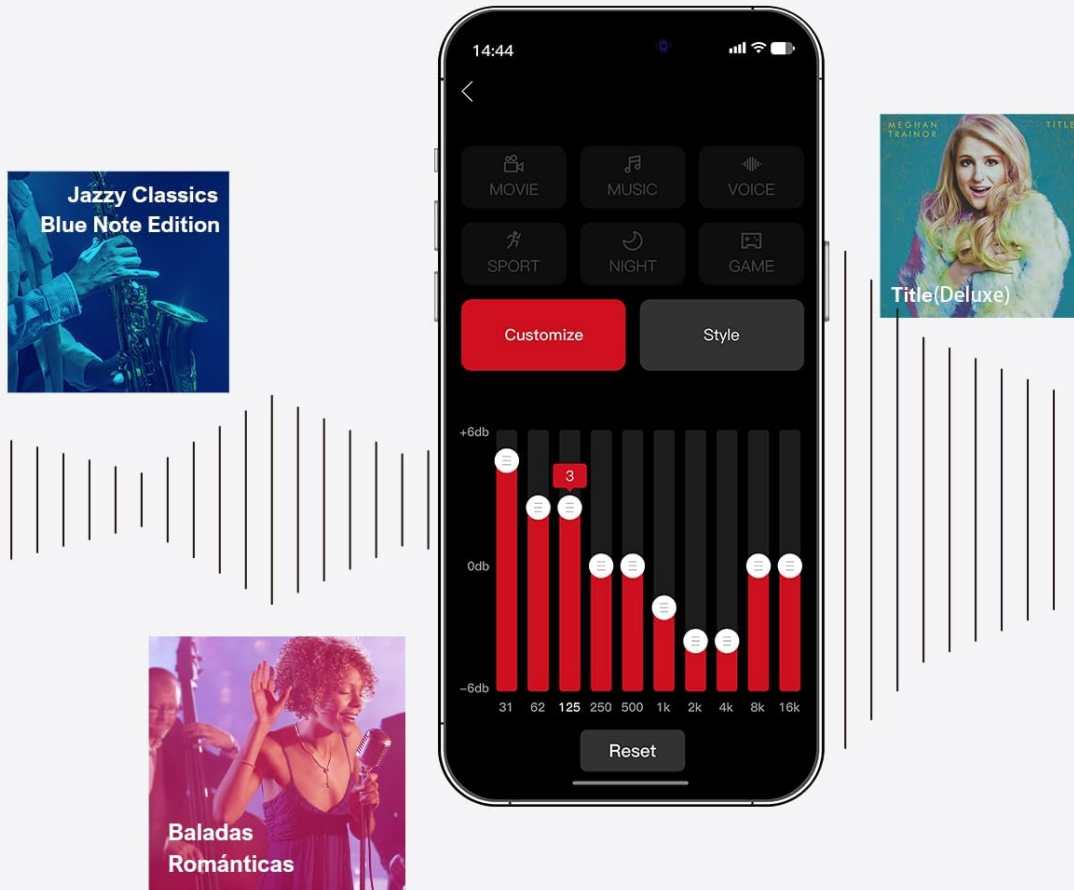 14:44
MOVIE
MUSIC
VOICE
SPORT
NIGHT
GAME
Customize
Style
+6db
3
0db
-6db
31 62 125 250 500 1k 2k 4k 8k 16k
Reset
Jazzy Classics
Blue Note Edition
Baladas
Románticas
MEGHAN
TRAINOR
TITLE
Title(Deluxe)